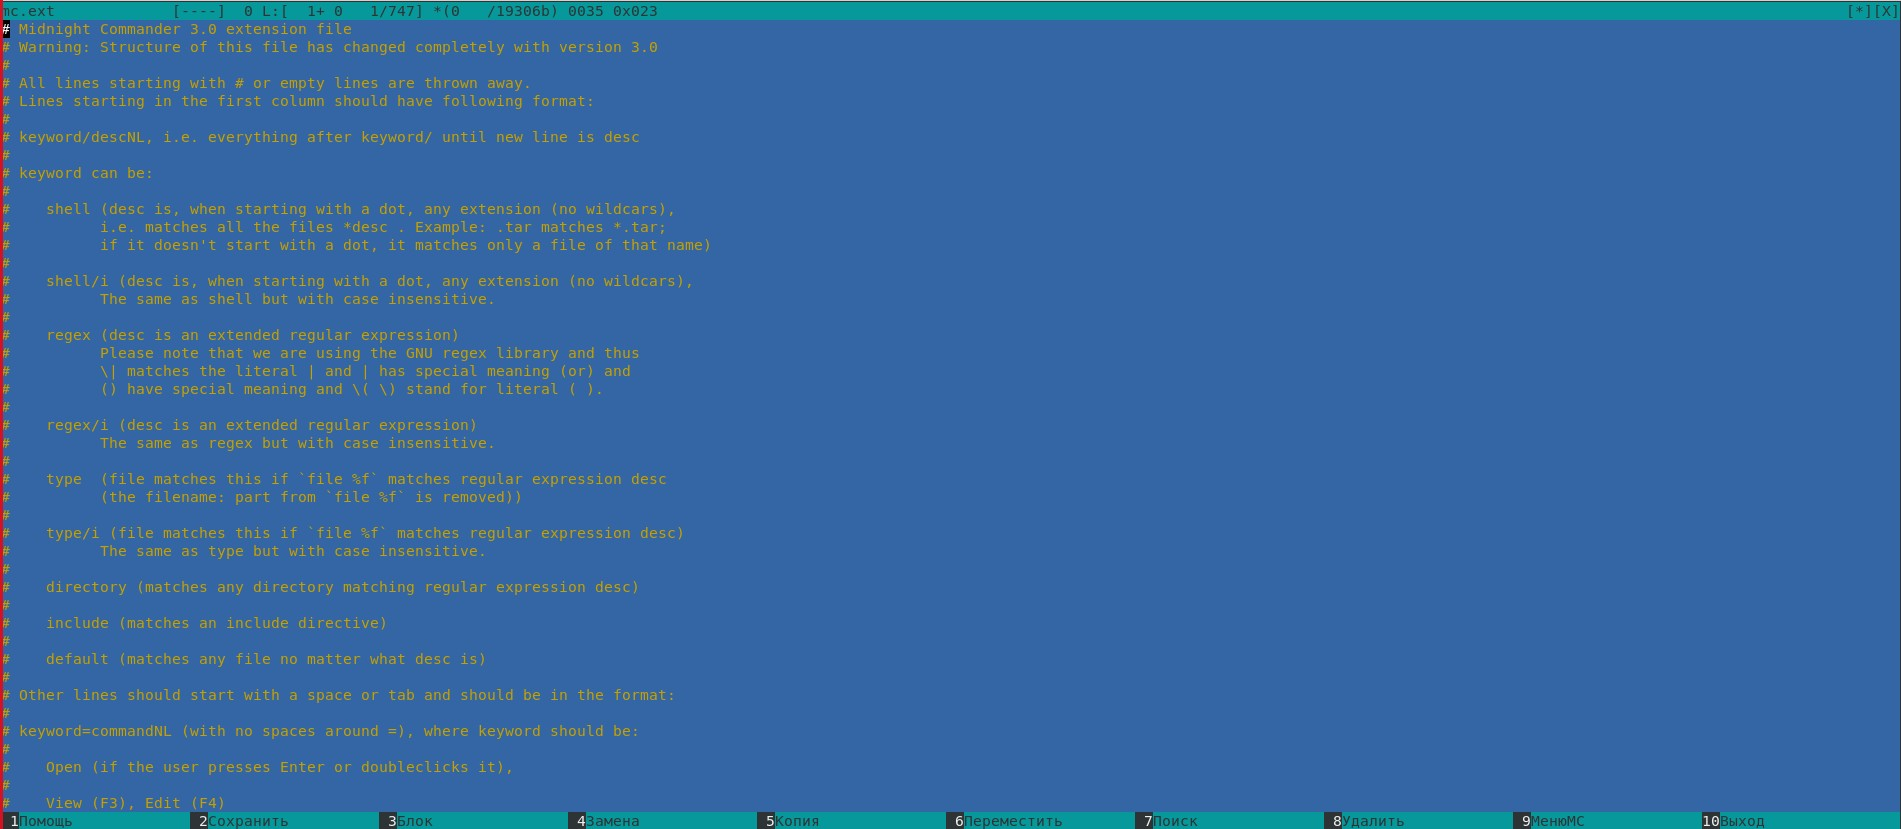 mc.ext [----] 0 L:[ 1+ 0 1/747] *(0 /19306b) 0035 0x023 [*][X]
# Midnight Commander 3.0 extension file
# Warning: Structure of this file has changed completely with version 3.0
#
# All lines starting with # or empty lines are thrown away.
# Lines starting in the first column should have following format:
#
# keyword/descNL, i.e. everything after keyword/ until new line is desc
#
# keyword can be:
#
#    shell (desc is, when starting with a dot, any extension (no wildcars),
#          i.e. matches all the files *desc . Example: .tar matches *.tar;
#          if it doesn't start with a dot, it matches only a file of that name)
#
#    shell/i (desc is, when starting with a dot, any extension (no wildcars),
#          The same as shell but with case insensitive.
#
#    regex (desc is an extended regular expression)
#          Please note that we are using the GNU regex library and thus
#          \| matches the literal | and | has special meaning (or) and
#          () have special meaning and \( \) stand for literal ( ).
#
#    regex/i (desc is an extended regular expression)
#          The same as regex but with case insensitive.
#
#    type  (file matches this if `file %f` matches regular expression desc
#          (the filename: part from `file %f` is removed))
#
#    type/i (file matches this if `file %f` matches regular expression desc)
#          The same as type but with case insensitive.
#
#    directory (matches any directory matching regular expression desc)
#
#    include (matches an include directive)
#
#    default (matches any file no matter what desc is)
#
# Other lines should start with a space or tab and should be in the format:
#
# keyword=commandNL (with no spaces around =), where keyword should be:
#
#    Open (if the user presses Enter or doubleclicks it),
#
#    View (F3), Edit (F4)
1Помощь 2Сохранить 3Блок 4Замена 5Копия 6Переместить 7Поиск 8Удалить 9МенюМС 10Выход